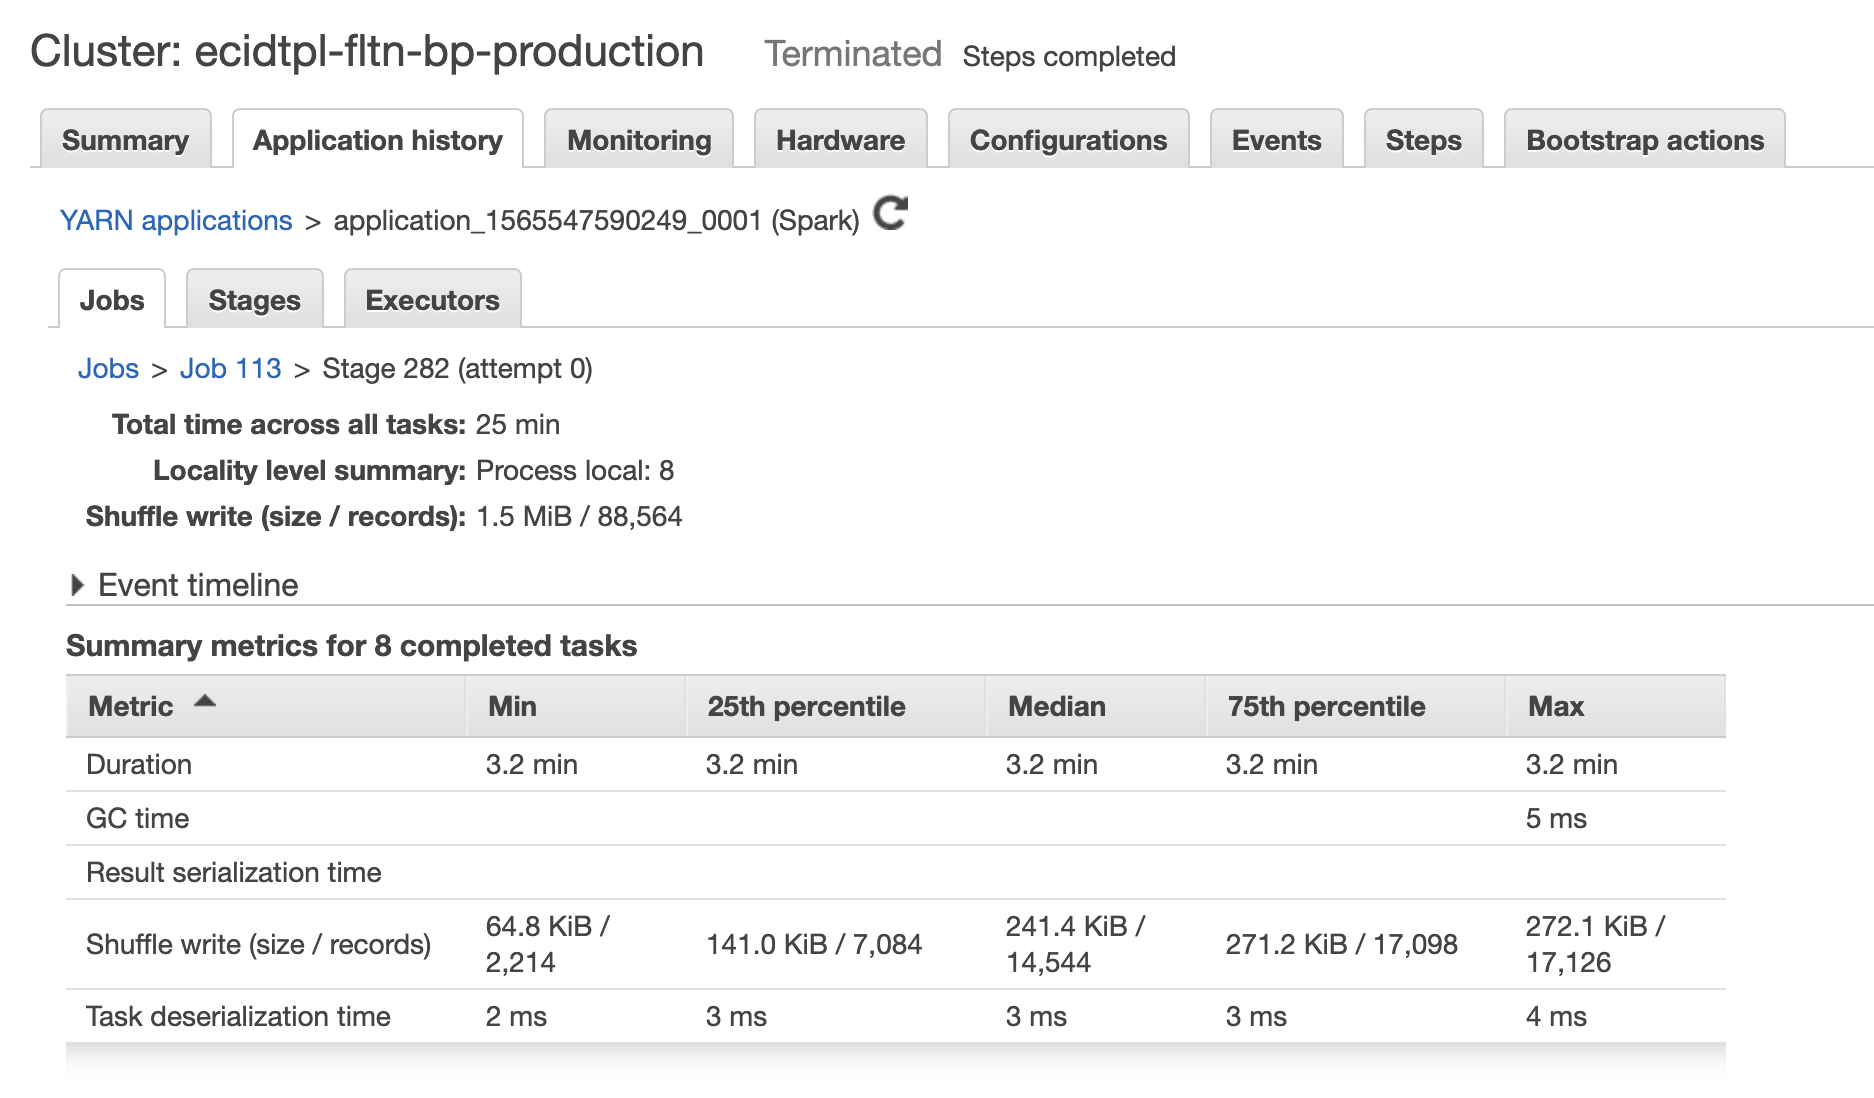 Cluster: ecidtpl-fltn-bp-production Terminated Steps completed
Summary Application history Monitoring Hardware Configurations Events Steps Bootstrap actions
YARN applications > application_1565547590249_0001 (Spark)
Jobs Stages Executors
Jobs > Job 113 > Stage 282 (attempt 0)
Total time across all tasks: 25 min
Locality level summary: Process local: 8
Shuffle write (size / records): 1.5 MiB / 88,564
Event timeline
Summary metrics for 8 completed tasks
Metric Min 25th percentile Median 75th percentile Max
Duration 3.2 min 3.2 min 3.2 min 3.2 min 3.2 min
GC time 5 ms
Result serialization time
Shuffle write (size / records) 64.8 KiB / 2,214 141.0 KiB / 7,084 241.4 KiB / 14,544 271.2 KiB / 17,098 272.1 KiB / 17,126
Task deserialization time 2 ms 3 ms 3 ms 3 ms 4 ms